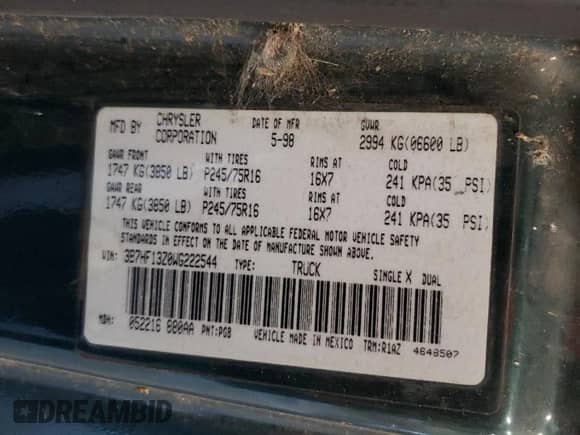 MFD BY CHRYSLER CORPORATION DATE OF MFR 5-98 GVWR 2994 KG(06600 LB)
GAWR FRONT WITH TIRES RIMS AT COLD
1747 KG(3850 LB) P245/75R16 16X7 241 KPA(35 PSI)
GAWR REAR WITH TIRES RIMS AT COLD
1747 KG(3850 LB) P245/75R16 16X7 241 KPA(35 PSI)
THIS VEHICLE CONFORMS TO ALL APPLICABLE FEDERAL MOTOR VEHICLE SAFETY
STANDARDS IN EFFECT ON THE DATE OF MANUFACTURE SHOWN ABOVE.
VIN: 3B7HF13Z0WG222544 TYPE: TRUCK SINGLE X DUAL
MDH: 052216 880AA PNT:PGB VEHICLE MADE IN MEXICO TRM:R1AZ 4648507
DREAMBID